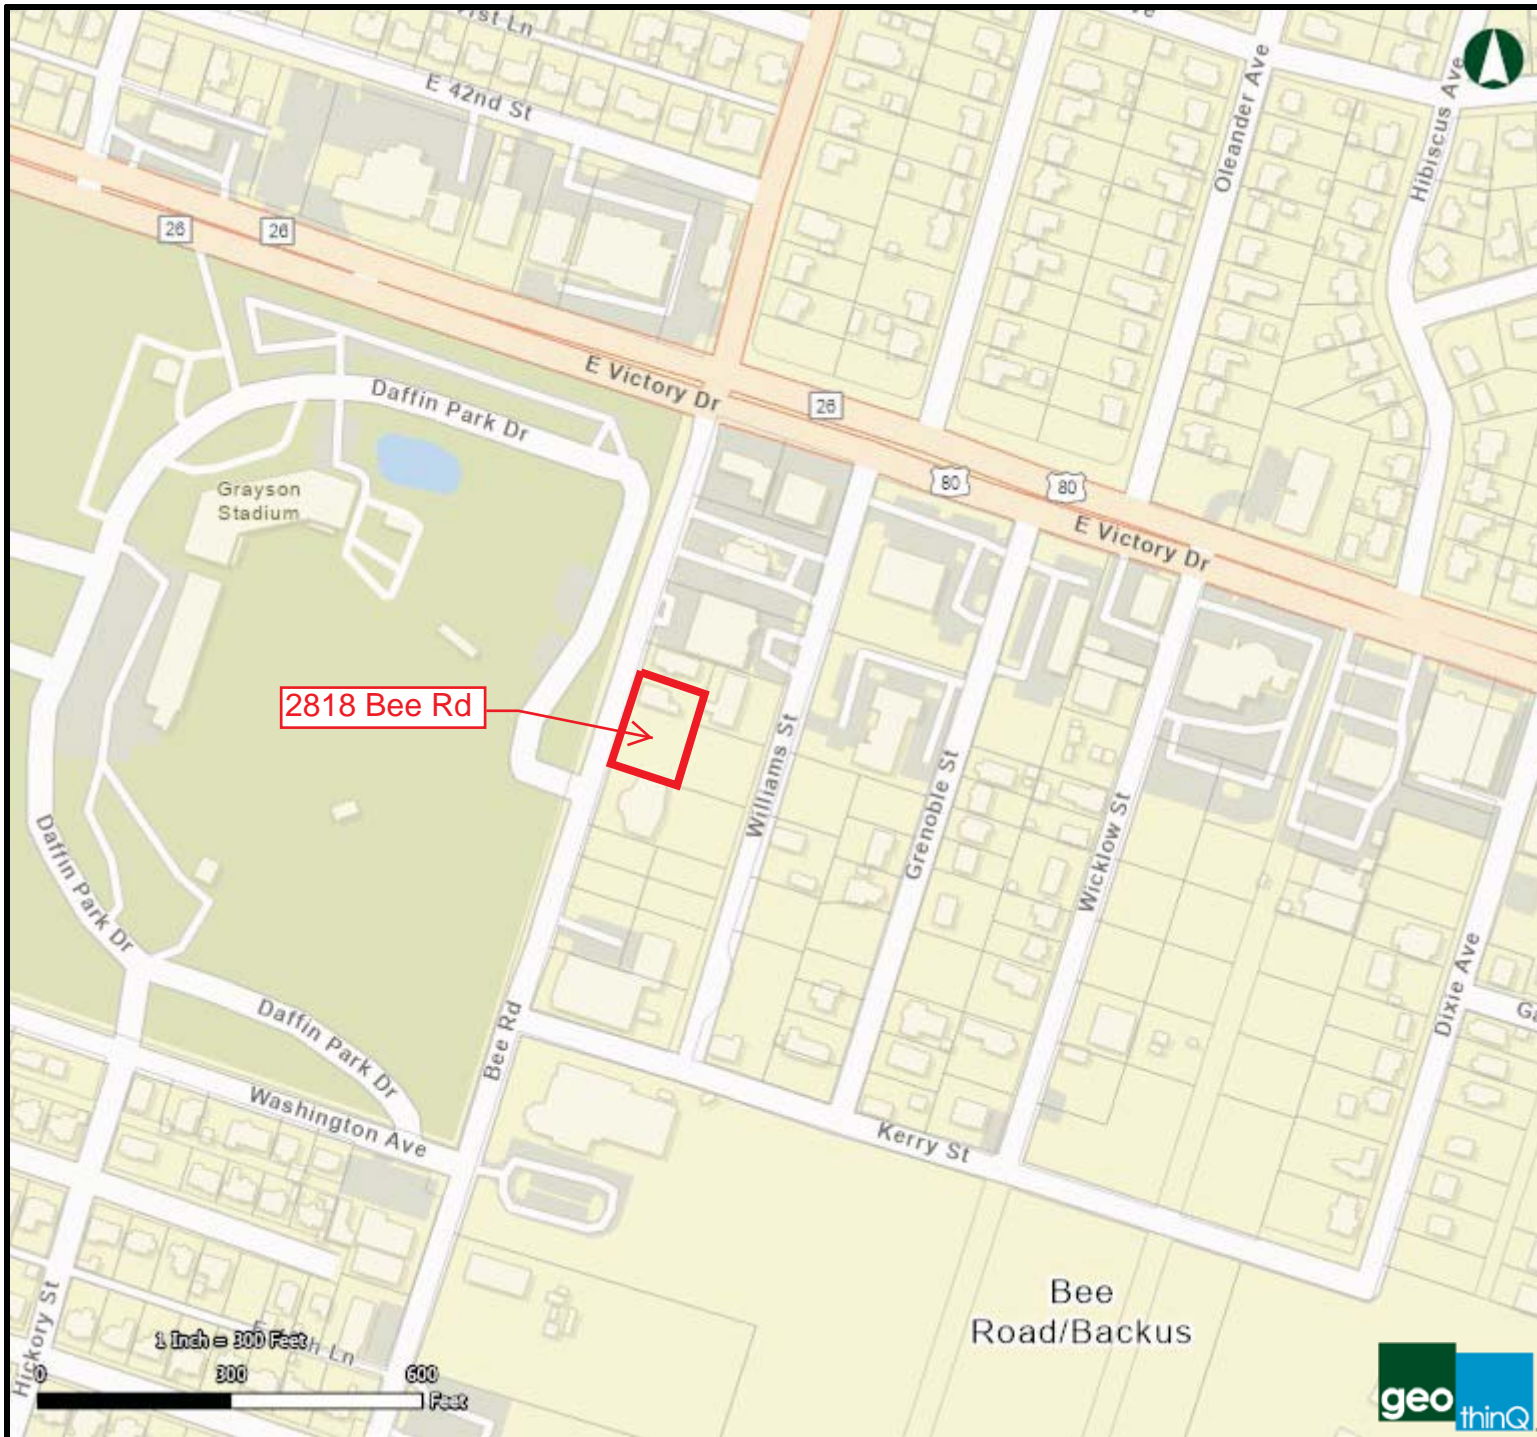 E 42nd St
Oleander Ave
Hibiscus Ave
26
26
E Victory Dr
Daffin Park Dr
26
80
80
E Victory Dr
Grayson
Stadium
2818 Bee Rd
Williams St
Grenoble St
Wicklow St
Daffin Park Dr
Dixie Ave
Daffin Park Dr
Bee Rd
Washington Ave
Kerry St
Bee
Road/Backus
Hickory St
1 Inch = 300 Feet
0 300 600
Feet
geo
thinQ